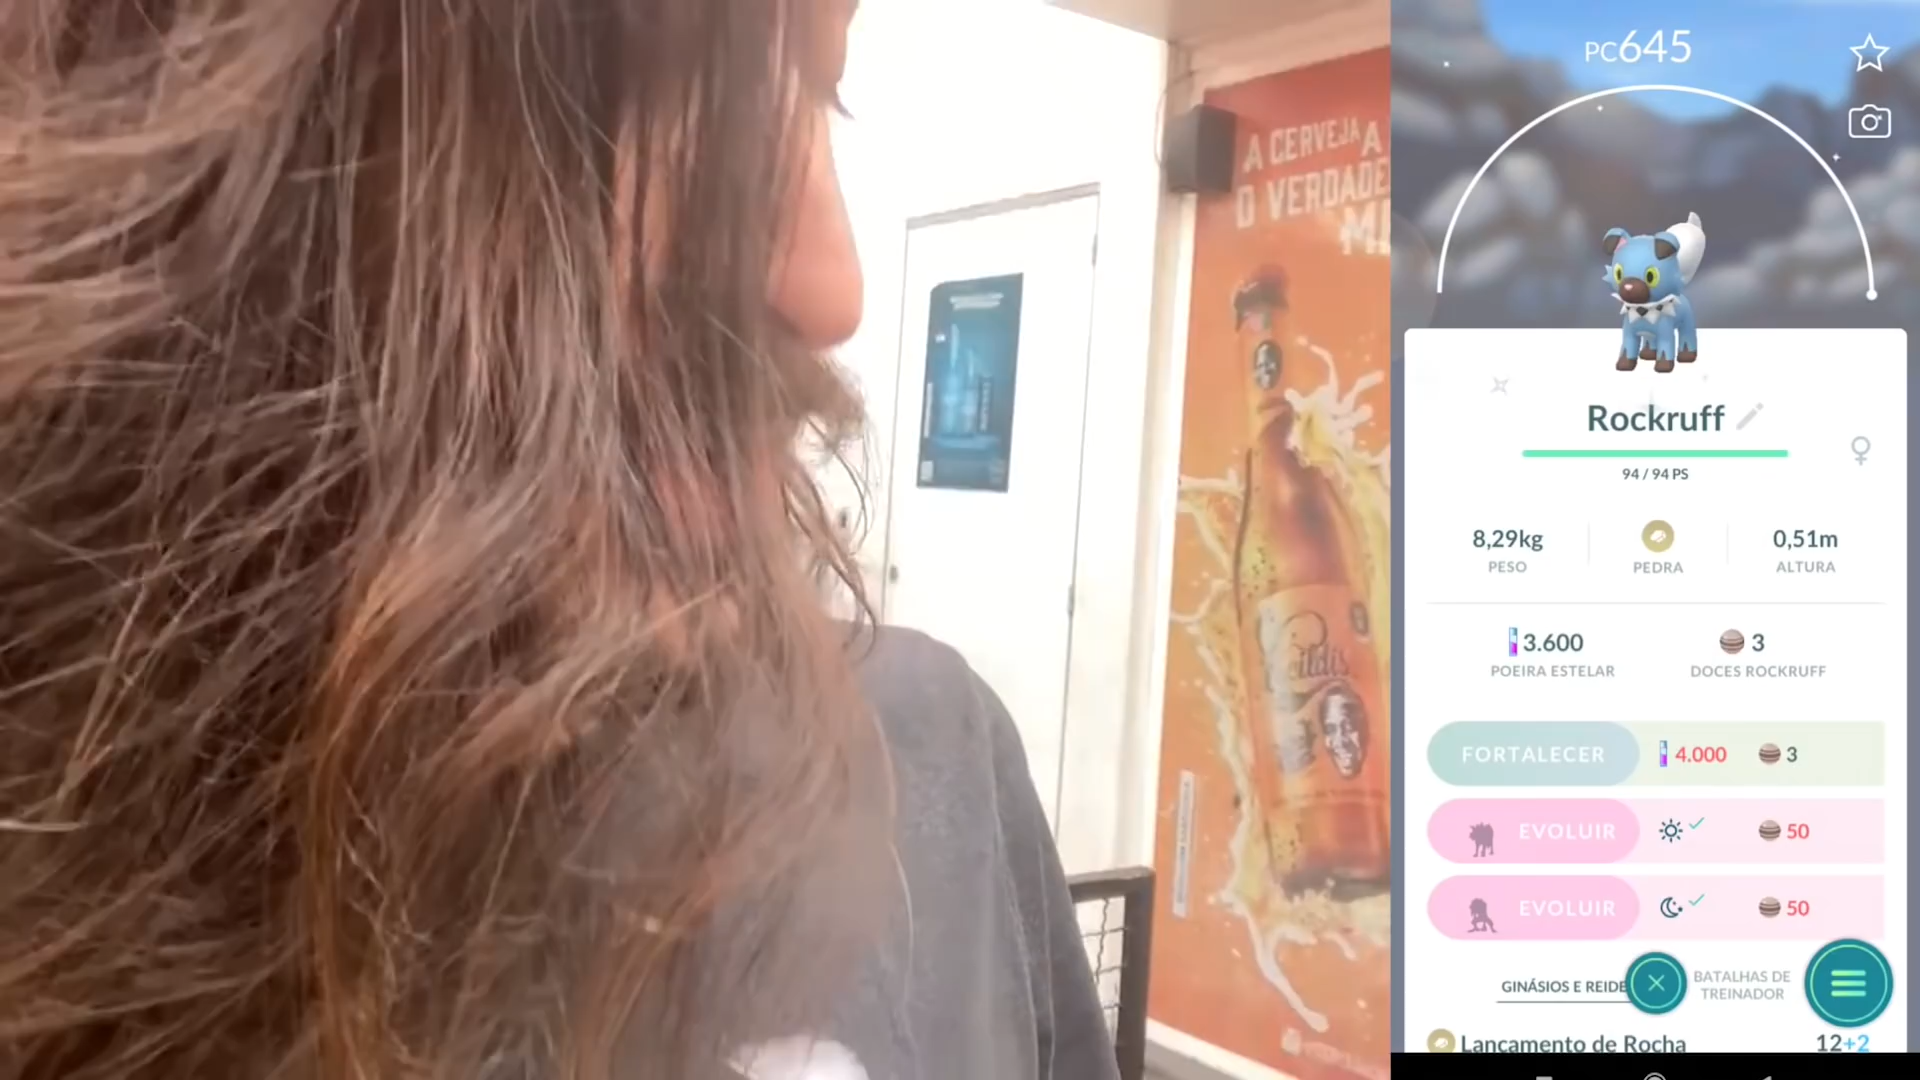 A CERVEJA A
O VERDADE
PC645
Rockruff
94 / 94 PS
8,29kg
PESO
PEDRA
0,51m
ALTURA
3.600
POEIRA ESTELAR
3
DOCES ROCKRUFF
FORTALECER 4.000 3
EVOLUIR 50
EVOLUIR 50
GINÁSIOS E REIDE
BATALHAS DE
TREINADOR
Lançamento de Rocha 12+2